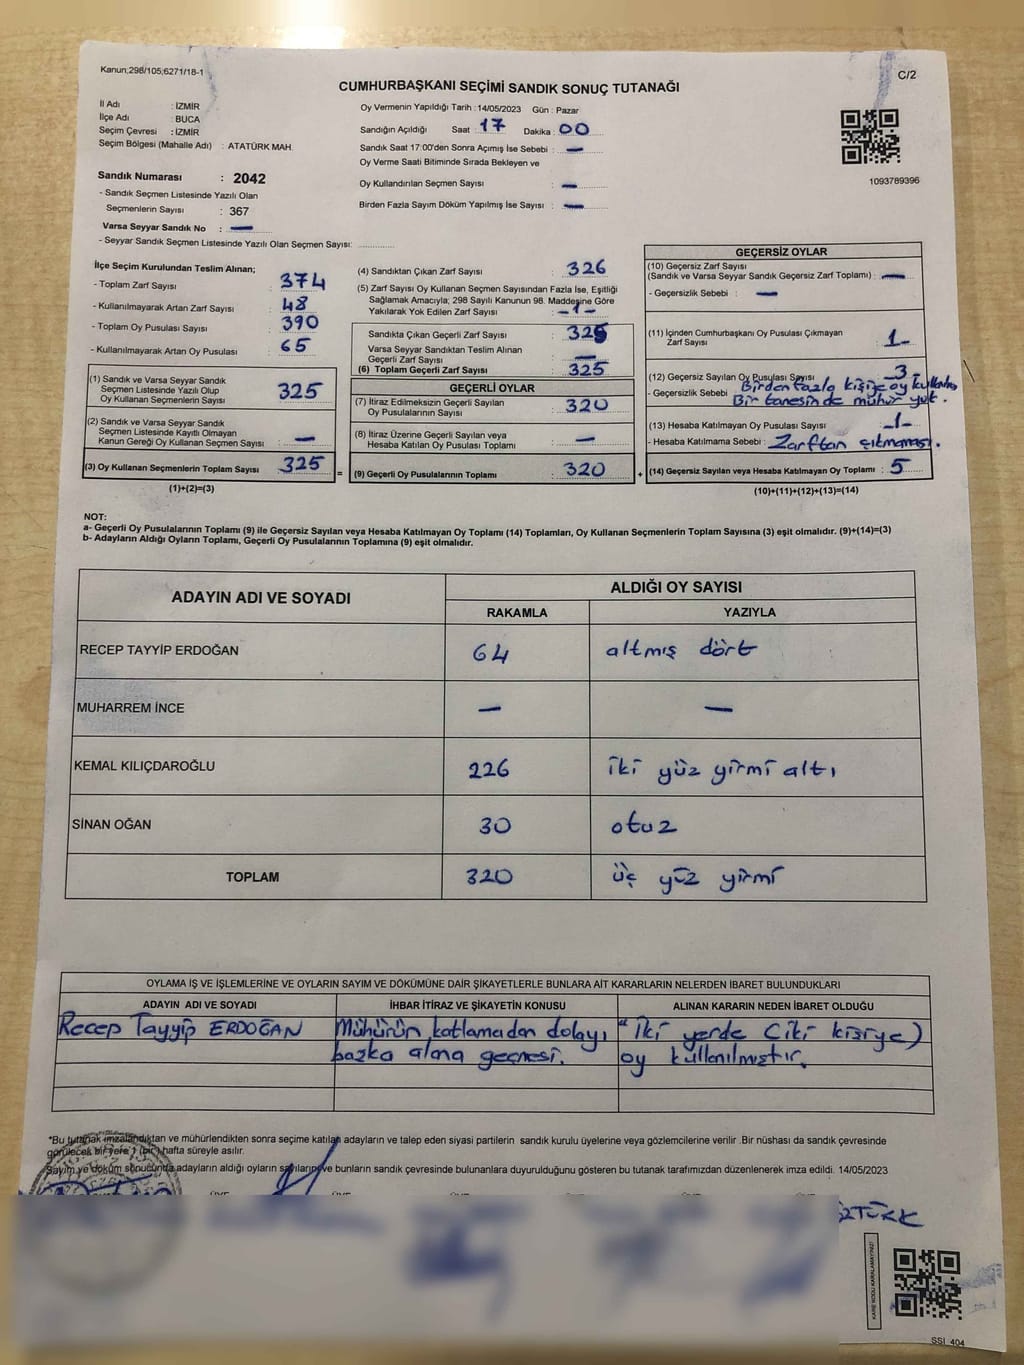 Kanun;298/105;6271/18-1
C/2
CUMHURBAŞKANI SEÇİMİ SANDIK SONUÇ TUTANAĞI
İl Adı : İZMİR
İlçe Adı : BUCA
Seçim Çevresi : İZMİR
Seçim Bölgesi (Mahalle Adı) : ATATÜRK MAH.
Sandık Numarası : 2042
- Sandık Seçmen Listesinde Yazılı Olan
Seçmenlerin Sayısı : 367
Varsa Seyyar Sandık No : —
- Seyyar Sandık Seçmen Listesinde Yazılı Olan Seçmen Sayısı: ............
Oy Vermenin Yapıldığı Tarih : 14/05/2023 Gün : Pazar
Sandığın Açıldığı Saat : 17 Dakika : 00
Sandık Saat 17:00'den Sonra Açımış İse Sebebi : —
Oy Verme Saati Bitiminde Sırada Bekleyen ve
Oy Kullandırılan Seçmen Sayısı : —
Birden Fazla Sayım Döküm Yapılmış İse Sayısı : —
1093789396
İlçe Seçim Kurulundan Teslim Alınan;
- Toplam Zarf Sayısı : 374
- Kullanılmayarak Artan Zarf Sayısı : 48
- Toplam Oy Pusulası Sayısı : 390
- Kullanılmayarak Artan Oy Pusulası : 65
(1) Sandık ve Varsa Seyyar Sandık
Seçmen Listesinde Yazılı Olup
Oy Kullanan Seçmenlerin Sayısı : 325
(2) Sandık ve Varsa Seyyar Sandık
Seçmen Listesinde Kayıtlı Olmayan
Kanun Gereği Oy Kullanan Seçmen Sayısı : —
(3) Oy Kullanan Seçmenlerin Toplam Sayısı : 325
(1)+(2)=(3)
(4) Sandıktan Çıkan Zarf Sayısı : 326
(5) Zarf Sayısı Oy Kullanan Seçmen Sayısından Fazla İse, Eşitliği
Sağlamak Amacıyla; 298 Sayılı Kanunun 98. Maddesine Göre
Yakılarak Yok Edilen Zarf Sayısı : -1-
Sandıkta Çıkan Geçerli Zarf Sayısı : 325
Varsa Seyyar Sandıktan Teslim Alınan
Geçerli Zarf Sayısı : —
(6) Toplam Geçerli Zarf Sayısı : 325
GEÇERLİ OYLAR
(7) İtiraz Edilmeksizin Geçerli Sayılan
Oy Pusulalarının Sayısı : 320
(8) İtiraz Üzerine Geçerli Sayılan veya
Hesaba Katılan Oy Pusulası Toplamı : —
= (9) Geçerli Oy Pusulalarının Toplamı : 320 +
GEÇERSİZ OYLAR
(10) Geçersiz Zarf Sayısı
(Sandık ve Varsa Seyyar Sandık Geçersiz Zarf Toplamı) : —
- Geçersizlik Sebebi : —
(11) İçinden Cumhurbaşkanı Oy Pusulası Çıkmayan
Zarf Sayısı : 1-
(12) Geçersiz Sayılan Oy Pusulası Sayısı : 3
- Geçersizlik Sebebi : Birden fazla kişiye oy
Bir tanesinde mühür yok.
(13) Hesaba Katılmayan Oy Pusulası : -1-
- Hesaba Katılmama Sebebi : Zarftan çıkmaması.
(14) Geçersiz Sayılan veya Hesaba Katılmayan Oy Toplamı : 5
(10)+(11)+(12)+(13)=(14)
NOT:
a- Geçerli Oy Pusulalarının Toplamı (9) ile Geçersiz Sayılan veya Hesaba Katılmayan Oy Toplamı (14) Toplamları, Oy Kullanan Seçmenlerin Toplam Sayısına (3) eşit olmalıdır. (9)+(14)=(3)
b- Adayların Aldığı Oyların Toplamı, Geçerli Oy Pusulalarının Toplamına (9) eşit olmalıdır.
ADAYIN ADI VE SOYADI
ALDIĞI OY SAYISI
RAKAMLA YAZIYLA
RECEP TAYYİP ERDOĞAN 64 altmış dört
MUHARREM İNCE — —
KEMAL KILIÇDAROĞLU 226 iki yüz yirmi altı
SİNAN OĞAN 30 otuz
TOPLAM 320 üç yüz yirmi
OYLAMA İŞ VE İŞLEMLERİNE VE OYLARIN SAYIM VE DÖKÜMÜNE DAİR ŞİKAYETLERLE BUNLARA AİT KARARLARIN NELERDEN İBARET BULUNDUKLARI
ADAYIN ADI VE SOYADI İHBAR İTİRAZ VE ŞİKAYETİN KONUSU ALINAN KARARIN NEDEN İBARET OLDUĞU
Recep Tayyip ERDOĞAN Mühürün katlamadan dolayı "İki yerde (iki kişiye)
başka alana geçmesi. oy kullanılmıştır.
*Bu tutanak imzalandıktan ve mühürlendikten sonra seçime katılan adayların ve talep eden siyasi partilerin sandık kurulu üyelerine veya gözlemcilerine verilir .Bir nüshası da sandık çevresinde
görülecek bir yere 1 (bir) hafta süreyle asılır.
Sayım ve döküm sonucunda adayların aldığı oyların sayılarıve bunların sandık çevresinde bulunanlara duyurulduğunu gösteren bu tutanak tarafımızdan düzenlenerek imza edildi. 14/05/2023
KARE KODU KARALAMAYINIZ!
SSI_404